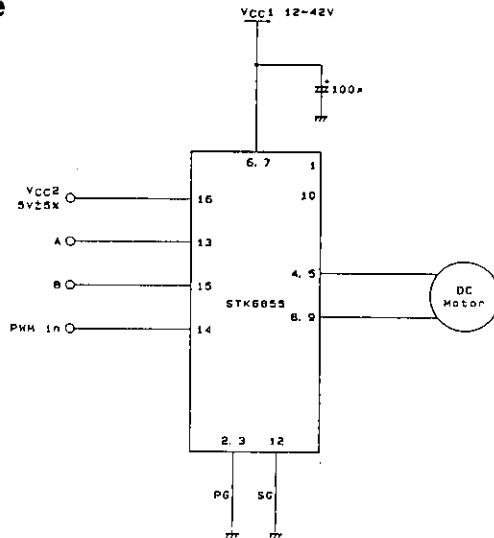 e
VCC1 12~42V
+
100μ
6, 7
1
10
VCC2
5V±5%
16
A
13
B
15
PWM in
14
STK6855
4, 5
8, 9
DC
Motor
2, 3
12
PG
SG